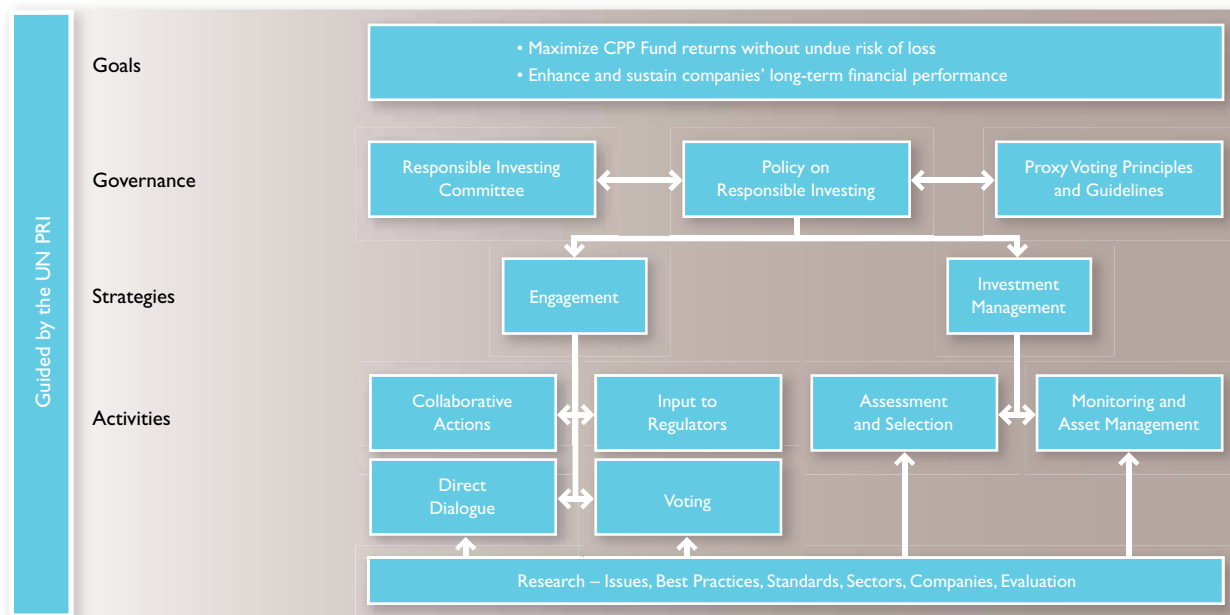 Guided by the UN PRI
Goals
• Maximize CPP Fund returns without undue risk of loss
• Enhance and sustain companies’ long-term financial performance
Governance
Responsible Investing
Committee
Policy on
Responsible Investing
Proxy Voting Principles
and Guidelines
Strategies
Engagement
Investment
Management
Activities
Collaborative
Actions
Input to
Regulators
Assessment
and Selection
Monitoring and
Asset Management
Direct
Dialogue
Voting
Research – Issues, Best Practices, Standards, Sectors, Companies, Evaluation